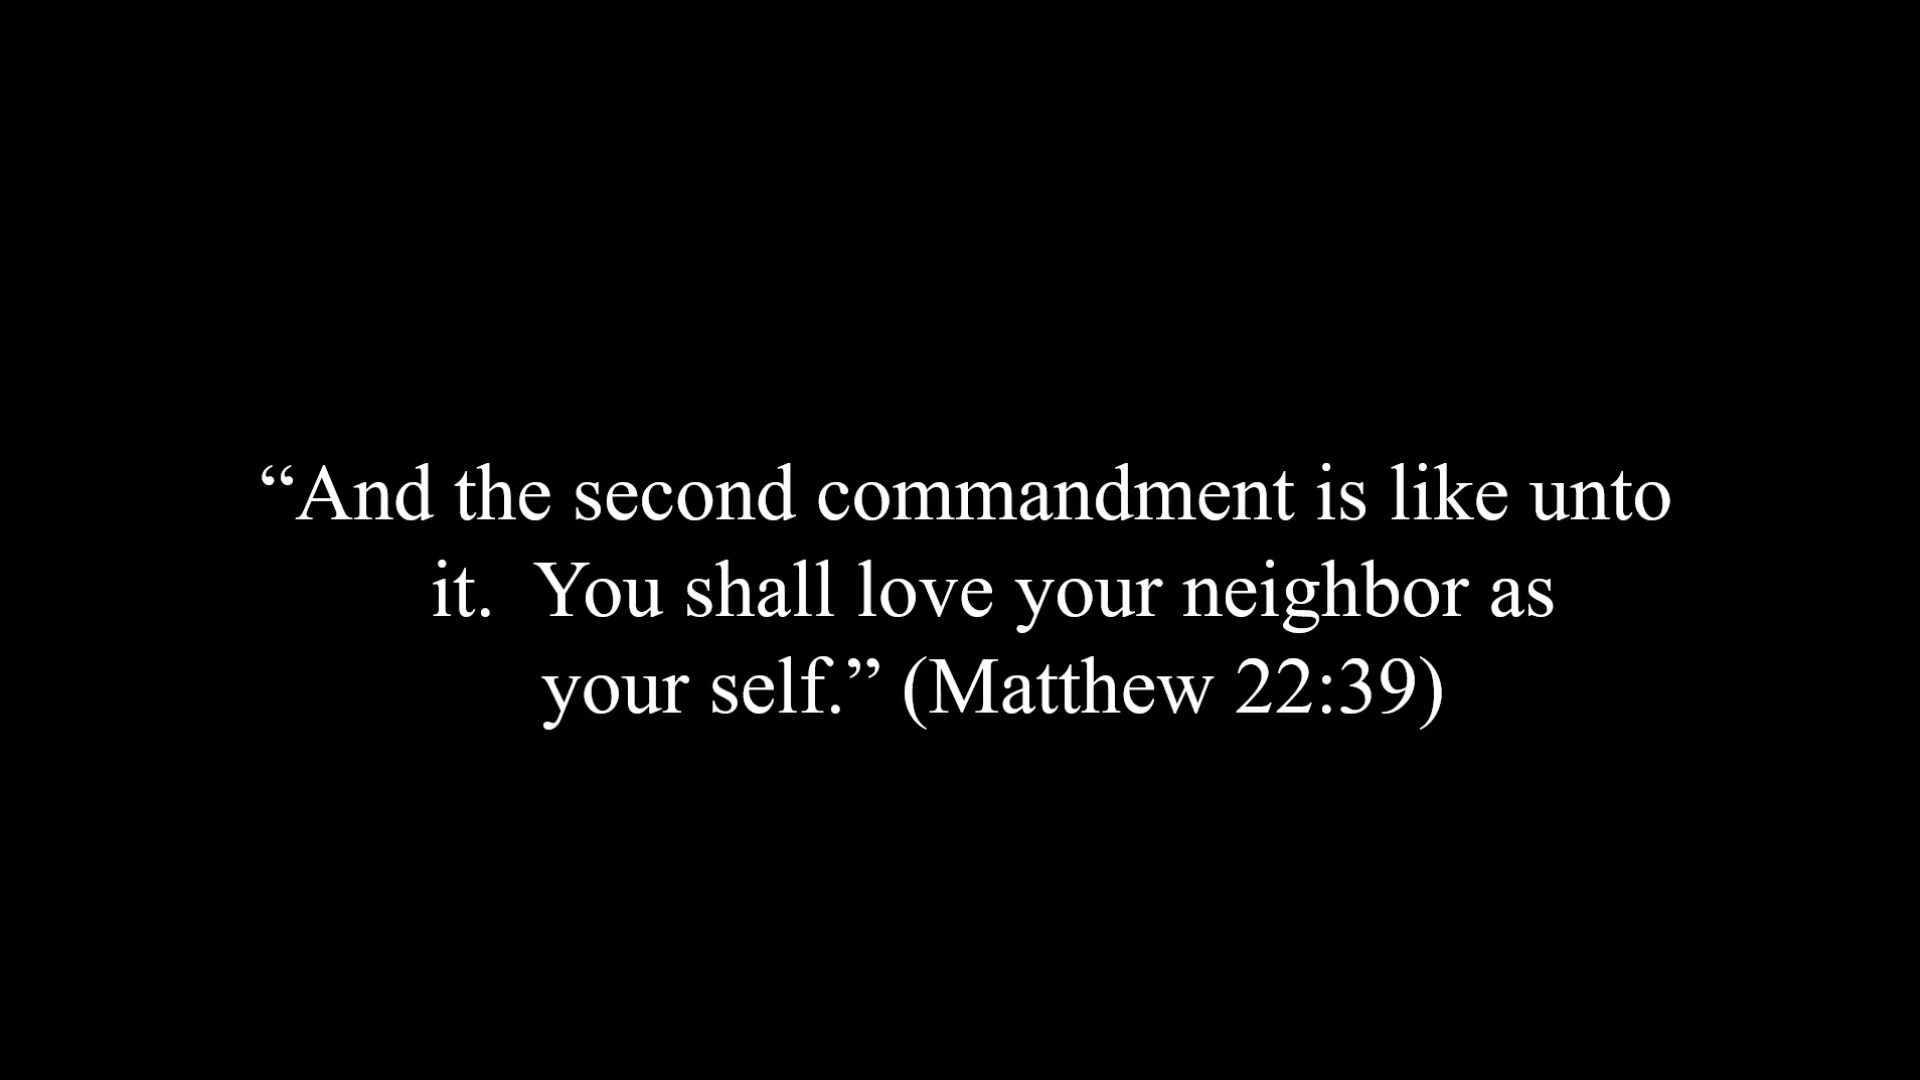 “And the second commandment is like unto
it.  You shall love your neighbor as
your self.” (Matthew 22:39)